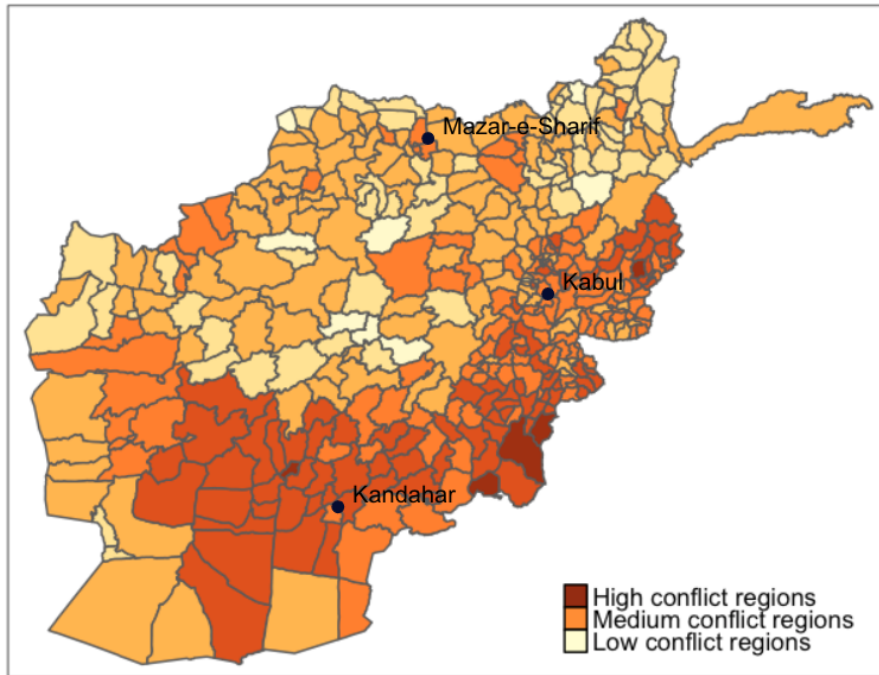 Mazar-e-Sharif
Kabul
Kandahar
High conflict regions
Medium conflict regions
Low conflict regions